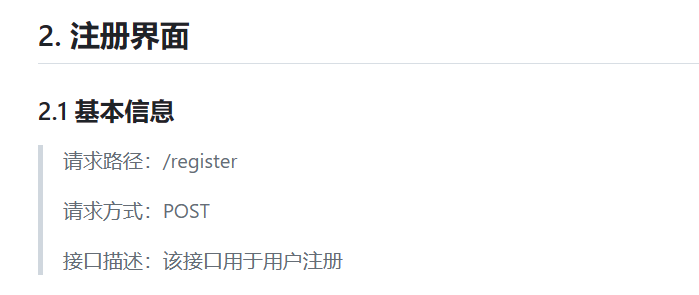 2. 注册界面
2.1 基本信息
请求路径：/register
请求方式：POST
接口描述：该接口用于用户注册